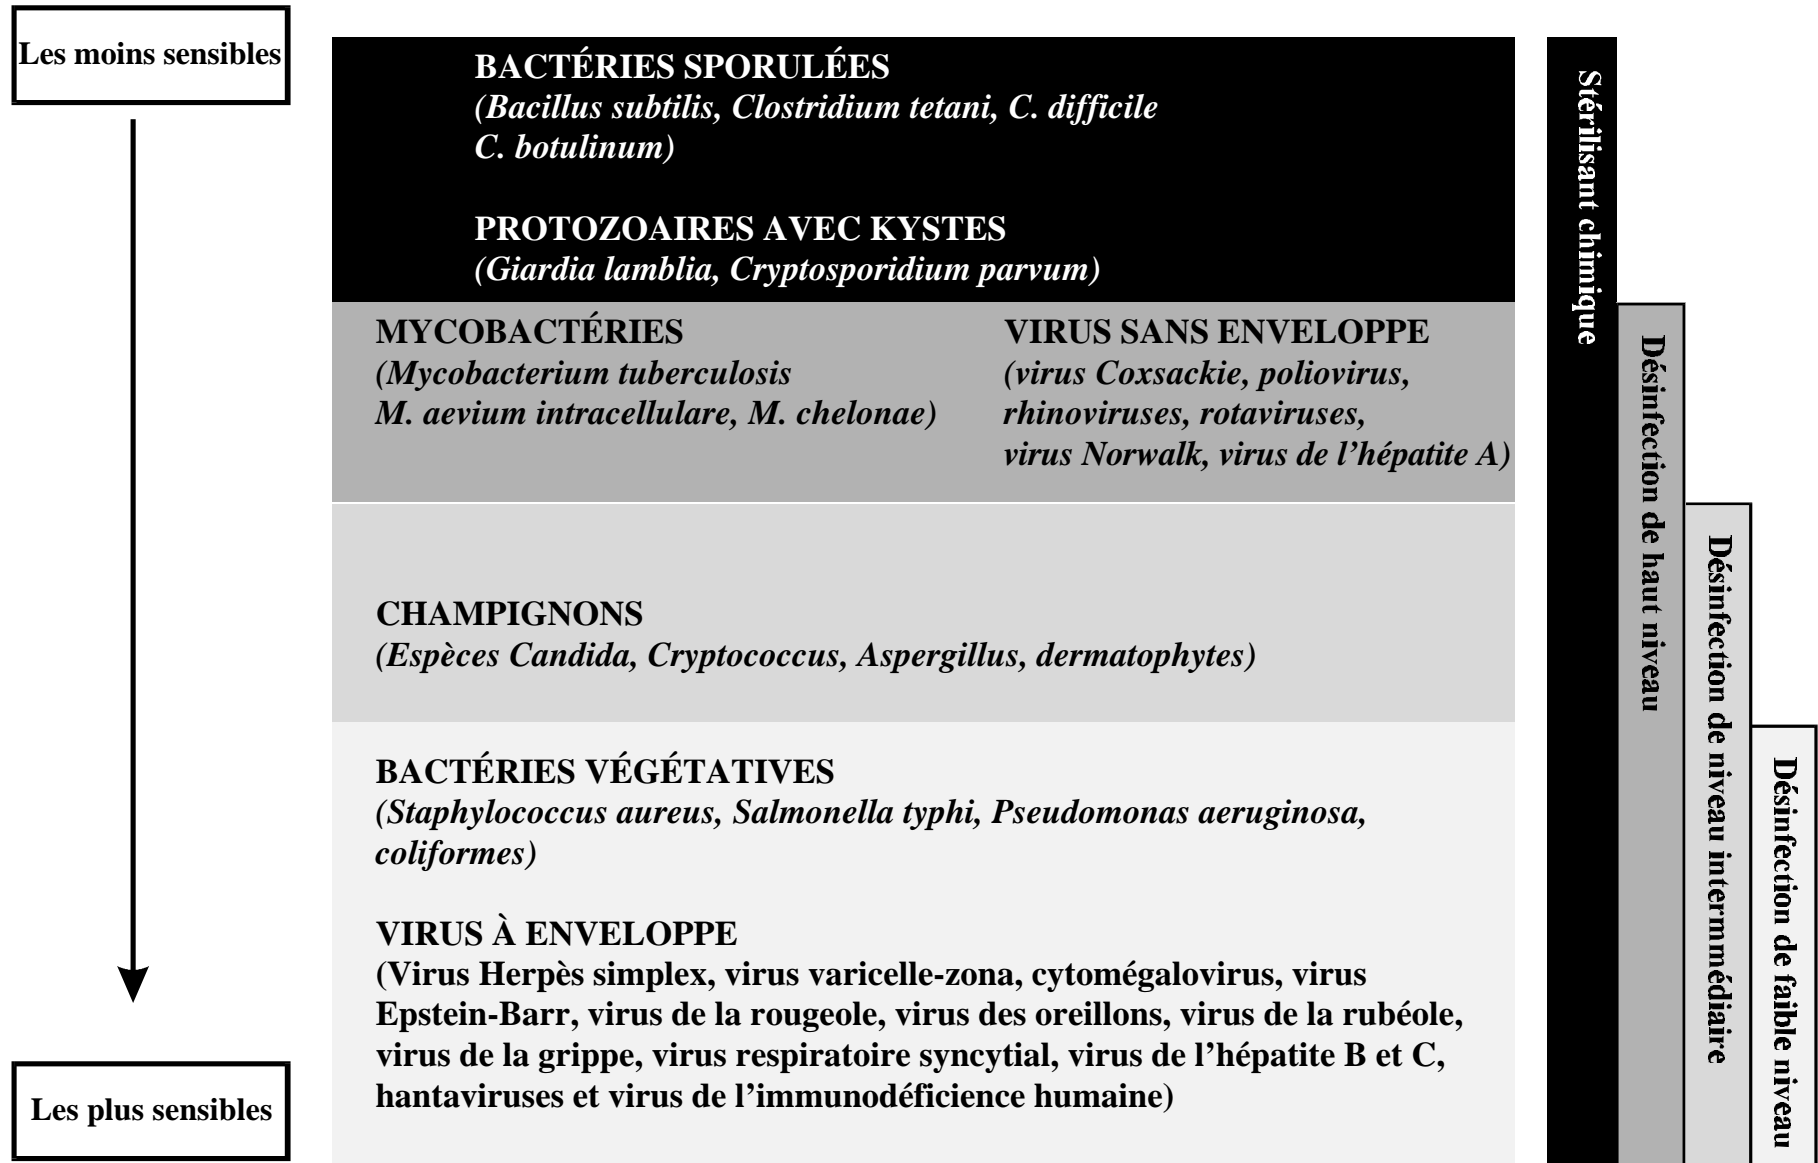 Les moins sensibles
BACTÉRIES SPORULÉES
(Bacillus subtilis, Clostridium tetani, C. difficile
C. botulinum)
PROTOZOAIRES AVEC KYSTES
(Giardia lamblia, Cryptosporidium parvum)
MYCOBACTÉRIES
(Mycobacterium tuberculosis
M. aevium intracellulare, M. chelonae)
VIRUS SANS ENVELOPPE
(virus Coxsackie, poliovirus,
rhinoviruses, rotaviruses,
virus Norwalk, virus de l’hépatite A)
CHAMPIGNONS
(Espèces Candida, Cryptococcus, Aspergillus, dermatophytes)
BACTÉRIES VÉGÉTATIVES
(Staphylococcus aureus, Salmonella typhi, Pseudomonas aeruginosa,
coliformes)
VIRUS À ENVELOPPE
(Virus Herpès simplex, virus varicelle-zona, cytomégalovirus, virus
Epstein-Barr, virus de la rougeole, virus des oreillons, virus de la rubéole,
virus de la grippe, virus respiratoire syncytial, virus de l’hépatite B et C,
hantaviruses et virus de l’immunodéficience humaine)
Les plus sensibles
Stérilisant chimique
Désinfection de haut niveau
Désinfection de niveau intermmédiaire
Désinfection de faible niveau